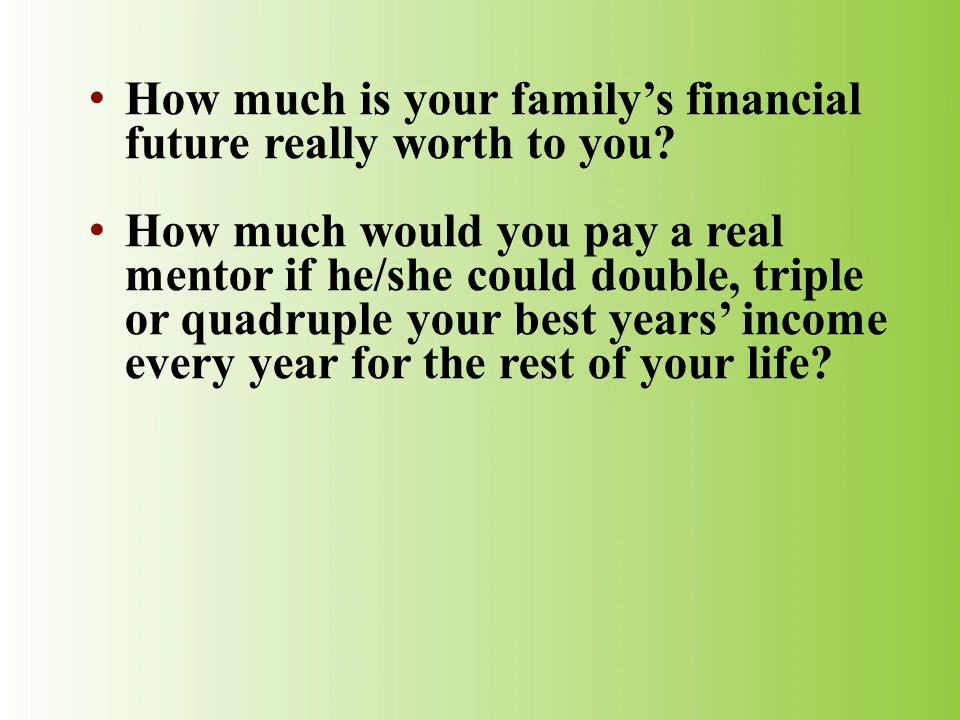 • How much is your family’s financial
future really worth to you?
• How much would you pay a real
mentor if he/she could double, triple
or quadruple your best years’ income
every year for the rest of your life?